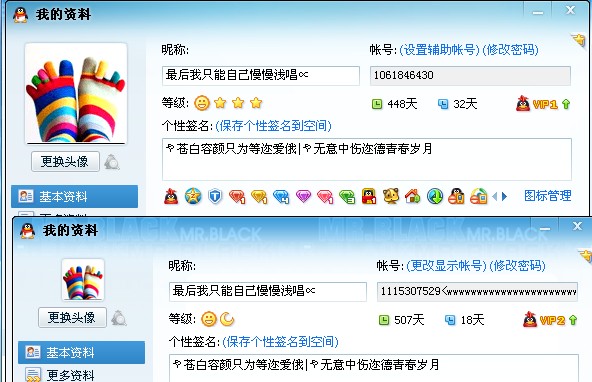 我的资料
昵称:
帐号: (设置辅助帐号) (修改密码)
最后我只能自己慢慢浅唱∝
1061846430
等级:
448天
32天
VIP1
个性签名: (保存个性签名到空间)
苍白容颜只为等迩爱俄|ヤ无意中伤迩德青春岁月
更换头像
基本资料
图标管理
我的资料
MR.BLACK
MR.BLACK
昵称:
帐号: (更改显示帐号) (修改密码)
最后我只能自己慢慢浅唱∝
1115307529<wwwwwwwwwwwwwwwwwwwwww
更换头像
等级:
507天
18天
VIP2
个性签名: (保存个性签名到空间)
基本资料
苍白容颜只为等迩爱俄|ヤ无意中伤迩德青春岁月
更多资料